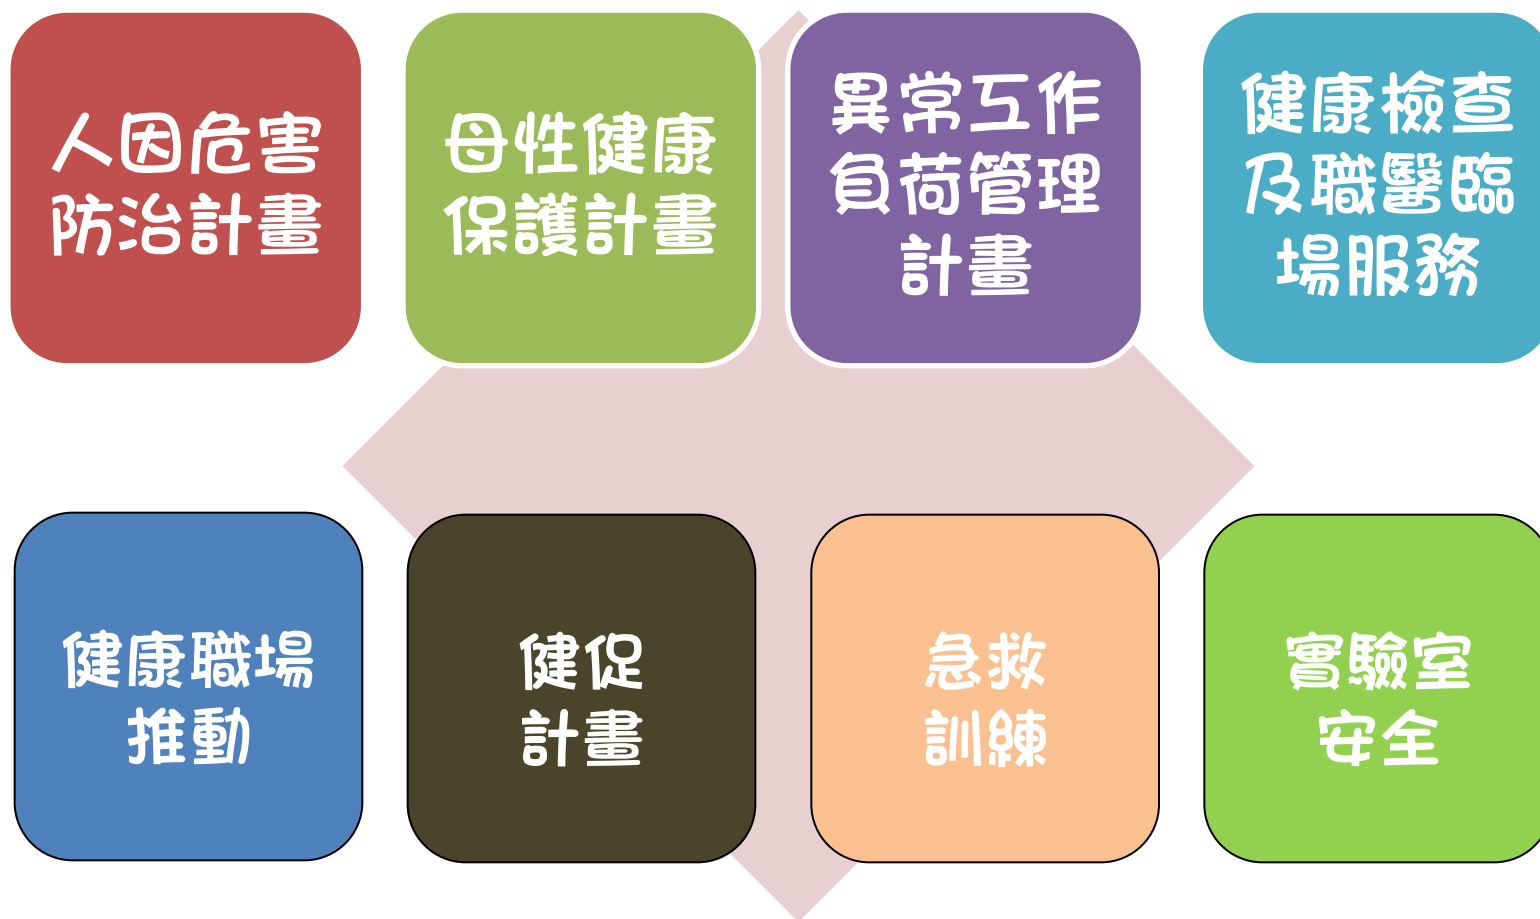 人因危害
防治計畫
母性健康
保護計畫
異常工作
負荷管理
計畫
健康檢查
及職醫臨
場服務
健康職場
推動
健促
計畫
急救
訓練
實驗室
安全